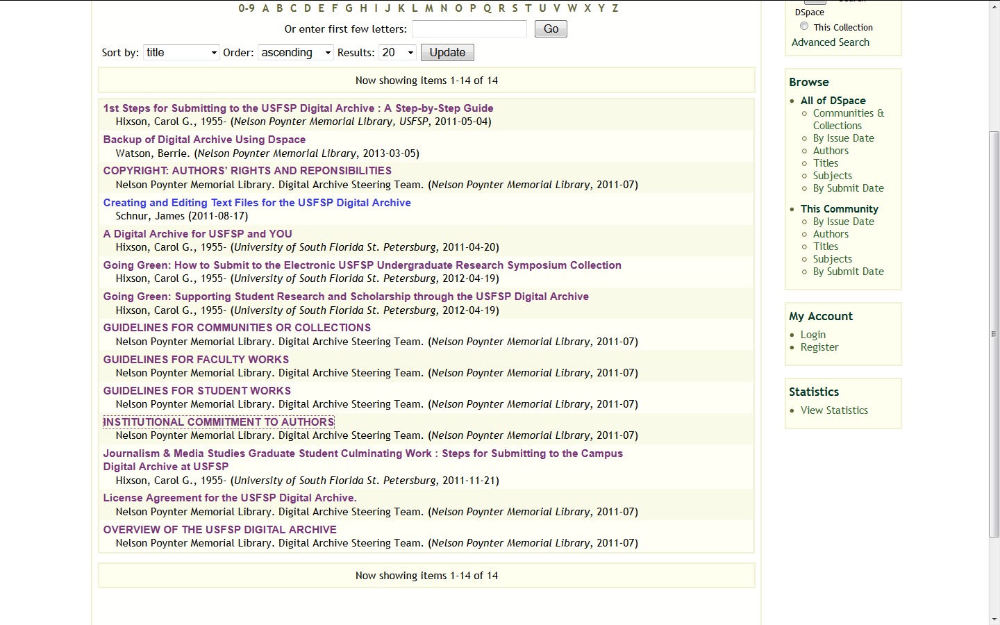 0-9 A B C D E F G H I J K L M N O P Q R S T U V W X Y Z
Or enter first few letters: Go
Sort by: title Order: ascending Results: 20 Update
Now showing items 1-14 of 14
1st Steps for Submitting to the USFSP Digital Archive : A Step-by-Step Guide
Hixson, Carol G., 1955- (Nelson Poynter Memorial Library, USFSP, 2011-05-04)
Backup of Digital Archive Using Dspace
Watson, Berrie. (Nelson Poynter Memorial Library, 2013-03-05)
COPYRIGHT: AUTHORS' RIGHTS AND REPONSIBILITIES
Nelson Poynter Memorial Library. Digital Archive Steering Team. (Nelson Poynter Memorial Library, 2011-07)
Creating and Editing Text Files for the USFSP Digital Archive
Schnur, James (2011-08-17)
A Digital Archive for USFSP and YOU
Hixson, Carol G., 1955- (University of South Florida St. Petersburg, 2011-04-20)
Going Green: How to Submit to the Electronic USFSP Undergraduate Research Symposium Collection
Hixson, Carol G., 1955- (University of South Florida St. Petersburg, 2012-04-19)
Going Green: Supporting Student Research and Scholarship through the USFSP Digital Archive
Hixson, Carol G., 1955- (University of South Florida St. Petersburg, 2012-04-19)
GUIDELINES FOR COMMUNITIES OR COLLECTIONS
Nelson Poynter Memorial Library. Digital Archive Steering Team. (Nelson Poynter Memorial Library, 2011-07)
GUIDELINES FOR FACULTY WORKS
Nelson Poynter Memorial Library. Digital Archive Steering Team. (Nelson Poynter Memorial Library, 2011-07)
GUIDELINES FOR STUDENT WORKS
Nelson Poynter Memorial Library. Digital Archive Steering Team. (Nelson Poynter Memorial Library, 2011-07)
INSTITUTIONAL COMMITMENT TO AUTHORS
Nelson Poynter Memorial Library. Digital Archive Steering Team. (Nelson Poynter Memorial Library, 2011-07)
Journalism & Media Studies Graduate Student Culminating Work : Steps for Submitting to the Campus
Digital Archive at USFSP
Hixson, Carol G., 1955- (University of South Florida St. Petersburg, 2011-11-21)
License Agreement for the USFSP Digital Archive.
Nelson Poynter Memorial Library. Digital Archive Steering Team. (Nelson Poynter Memorial Library, 2011-07)
OVERVIEW OF THE USFSP DIGITAL ARCHIVE
Nelson Poynter Memorial Library. Digital Archive Steering Team. (Nelson Poynter Memorial Library, 2011-07)
Now showing items 1-14 of 14
DSpace
This Collection
Advanced Search
Browse
All of DSpace
Communities &
Collections
By Issue Date
Authors
Titles
Subjects
By Submit Date
This Community
By Issue Date
Authors
Titles
Subjects
By Submit Date
My Account
Login
Register
Statistics
View Statistics